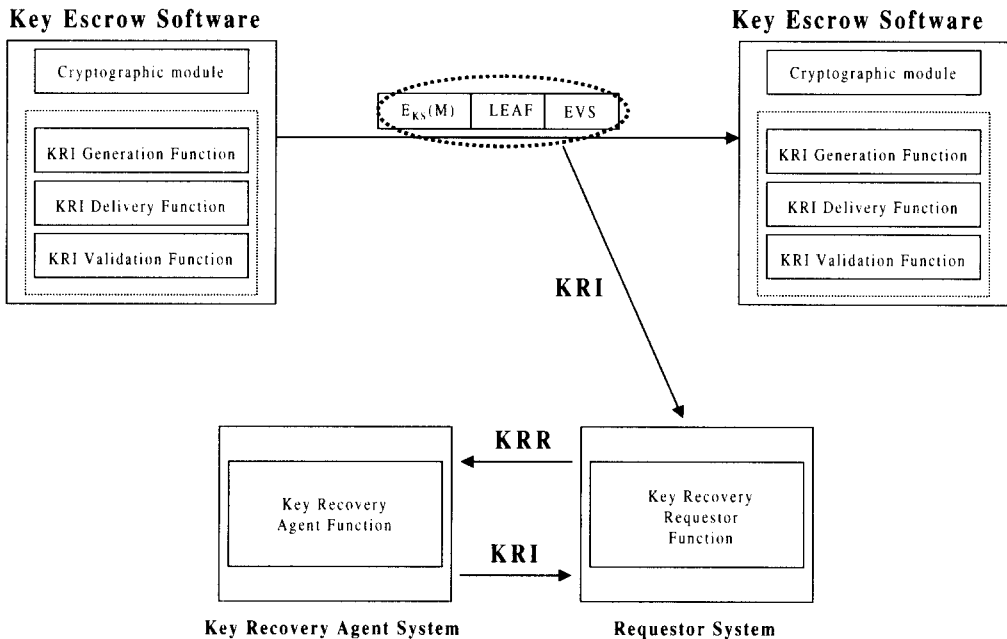 Key Escrow Software
Key Escrow Software
Cryptographic module
KRI Generation Function
KRI Delivery Function
KRI Validation Function
E_KS(M) LEAF EVS
Cryptographic module
KRI Generation Function
KRI Delivery Function
KRI Validation Function
KRI
KRR
Key Recovery
Agent Function
Key Recovery
Requestor
Function
KRI
Key Recovery Agent System
Requestor System